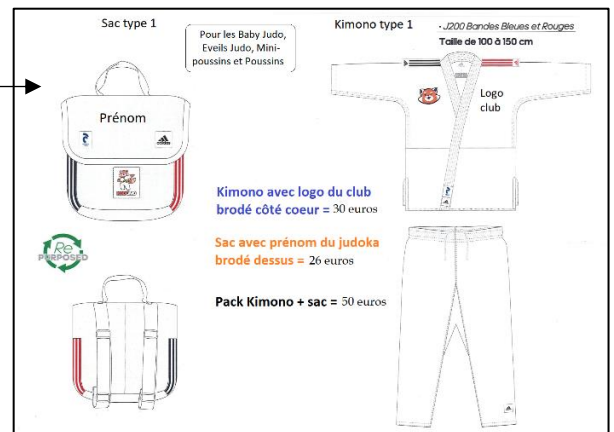 Sac type 1
Pour les Baby Judo,
Eveils Judo, Mini-
poussins et Poussins
Kimono type 1
- J200 Bandes Bleues et Rouges
Taille de 100 à 150 cm
Prénom
adidas
Logo
club
Kimono avec logo du club
brodé côté coeur = 30 euros
Sac avec prénom du judoka
brodé dessus = 26 euros
Re
PURPOSED
Pack Kimono + sac = 50 euros